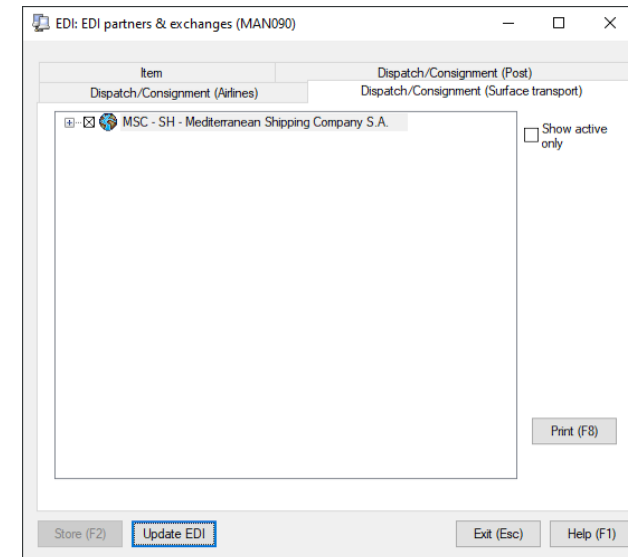 EDI: EDI partners & exchanges (MAN090)
Item
Dispatch/Consignment (Post)
Dispatch/Consignment (Airlines)
Dispatch/Consignment (Surface transport)
MSC - SH - Mediterranean Shipping Company S.A.
Show active
only
Print (F8)
Store (F2)
Update EDI
Exit (Esc)
Help (F1)